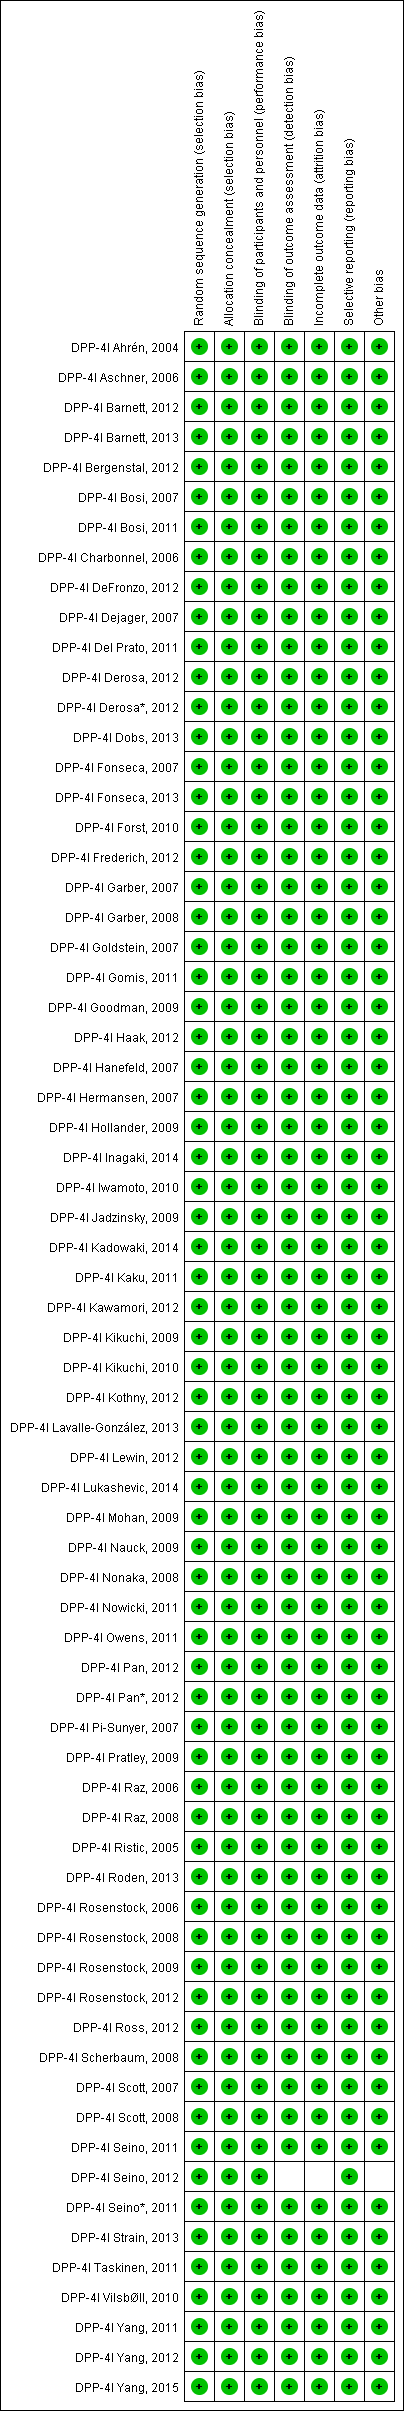 Random sequence generation (selection bias)
Allocation concealment (selection bias)
Blinding of participants and personnel (performance bias)
Blinding of outcome assessment (detection bias)
Incomplete outcome data (attrition bias)
Selective reporting (reporting bias)
Other bias
DPP-4I Ahrén, 2004 + + + + + + +
DPP-4I Aschner, 2006 + + + + + + +
DPP-4I Barnett, 2012 + + + + + + +
DPP-4I Barnett, 2013 + + + + + + +
DPP-4I Bergenstal, 2012 + + + + + + +
DPP-4I Bosi, 2007 + + + + + + +
DPP-4I Bosi, 2011 + + + + + + +
DPP-4I Charbonnel, 2006 + + + + + + +
DPP-4I DeFronzo, 2012 + + + + + + +
DPP-4I Dejager, 2007 + + + + + + +
DPP-4I Del Prato, 2011 + + + + + + +
DPP-4I Derosa, 2012 + + + + + + +
DPP-4I Derosa*, 2012 + + + + + + +
DPP-4I Dobs, 2013 + + + + + + +
DPP-4I Fonseca, 2007 + + + + + + +
DPP-4I Fonseca, 2013 + + + + + + +
DPP-4I Forst, 2010 + + + + + + +
DPP-4I Frederich, 2012 + + + + + + +
DPP-4I Garber, 2007 + + + + + + +
DPP-4I Garber, 2008 + + + + + + +
DPP-4I Goldstein, 2007 + + + + + + +
DPP-4I Gomis, 2011 + + + + + + +
DPP-4I Goodman, 2009 + + + + + + +
DPP-4I Haak, 2012 + + + + + + +
DPP-4I Hanefeld, 2007 + + + + + + +
DPP-4I Hermansen, 2007 + + + + + + +
DPP-4I Hollander, 2009 + + + + + + +
DPP-4I Inagaki, 2014 + + + + + + +
DPP-4I Iwamoto, 2010 + + + + + + +
DPP-4I Jadzinsky, 2009 + + + + + + +
DPP-4I Kadowaki, 2014 + + + + + + +
DPP-4I Kaku, 2011 + + + + + + +
DPP-4I Kawamori, 2012 + + + + + + +
DPP-4I Kikuchi, 2009 + + + + + + +
DPP-4I Kikuchi, 2010 + + + + + + +
DPP-4I Kothny, 2012 + + + + + + +
DPP-4I Lavalle-González, 2013 + + + + + + +
DPP-4I Lewin, 2012 + + + + + + +
DPP-4I Lukashevic, 2014 + + + + + + +
DPP-4I Mohan, 2009 + + + + + + +
DPP-4I Nauck, 2009 + + + + + + +
DPP-4I Nonaka, 2008 + + + + + + +
DPP-4I Nowicki, 2011 + + + + + + +
DPP-4I Owens, 2011 + + + + + + +
DPP-4I Pan, 2012 + + + + + + +
DPP-4I Pan*, 2012 + + + + + + +
DPP-4I Pi-Sunyer, 2007 + + + + + + +
DPP-4I Pratley, 2009 + + + + + + +
DPP-4I Raz, 2006 + + + + + + +
DPP-4I Raz, 2008 + + + + + + +
DPP-4I Ristic, 2005 + + + + + + +
DPP-4I Roden, 2013 + + + + + + +
DPP-4I Rosenstock, 2006 + + + + + + +
DPP-4I Rosenstock, 2008 + + + + + + +
DPP-4I Rosenstock, 2009 + + + + + + +
DPP-4I Rosenstock, 2012 + + + + + + +
DPP-4I Ross, 2012 + + + + + + +
DPP-4I Scherbaum, 2008 + + + + + + +
DPP-4I Scott, 2007 + + + + + + +
DPP-4I Scott, 2008 + + + + + + +
DPP-4I Seino, 2011 + + + + + + +
DPP-4I Seino, 2012 + + + +
DPP-4I Seino*, 2011 + + + + + + +
DPP-4I Strain, 2013 + + + + + + +
DPP-4I Taskinen, 2011 + + + + + + +
DPP-4I VilsbØll, 2010 + + + + + + +
DPP-4I Yang, 2011 + + + + + + +
DPP-4I Yang, 2012 + + + + + + +
DPP-4I Yang, 2015 + + + + + + +